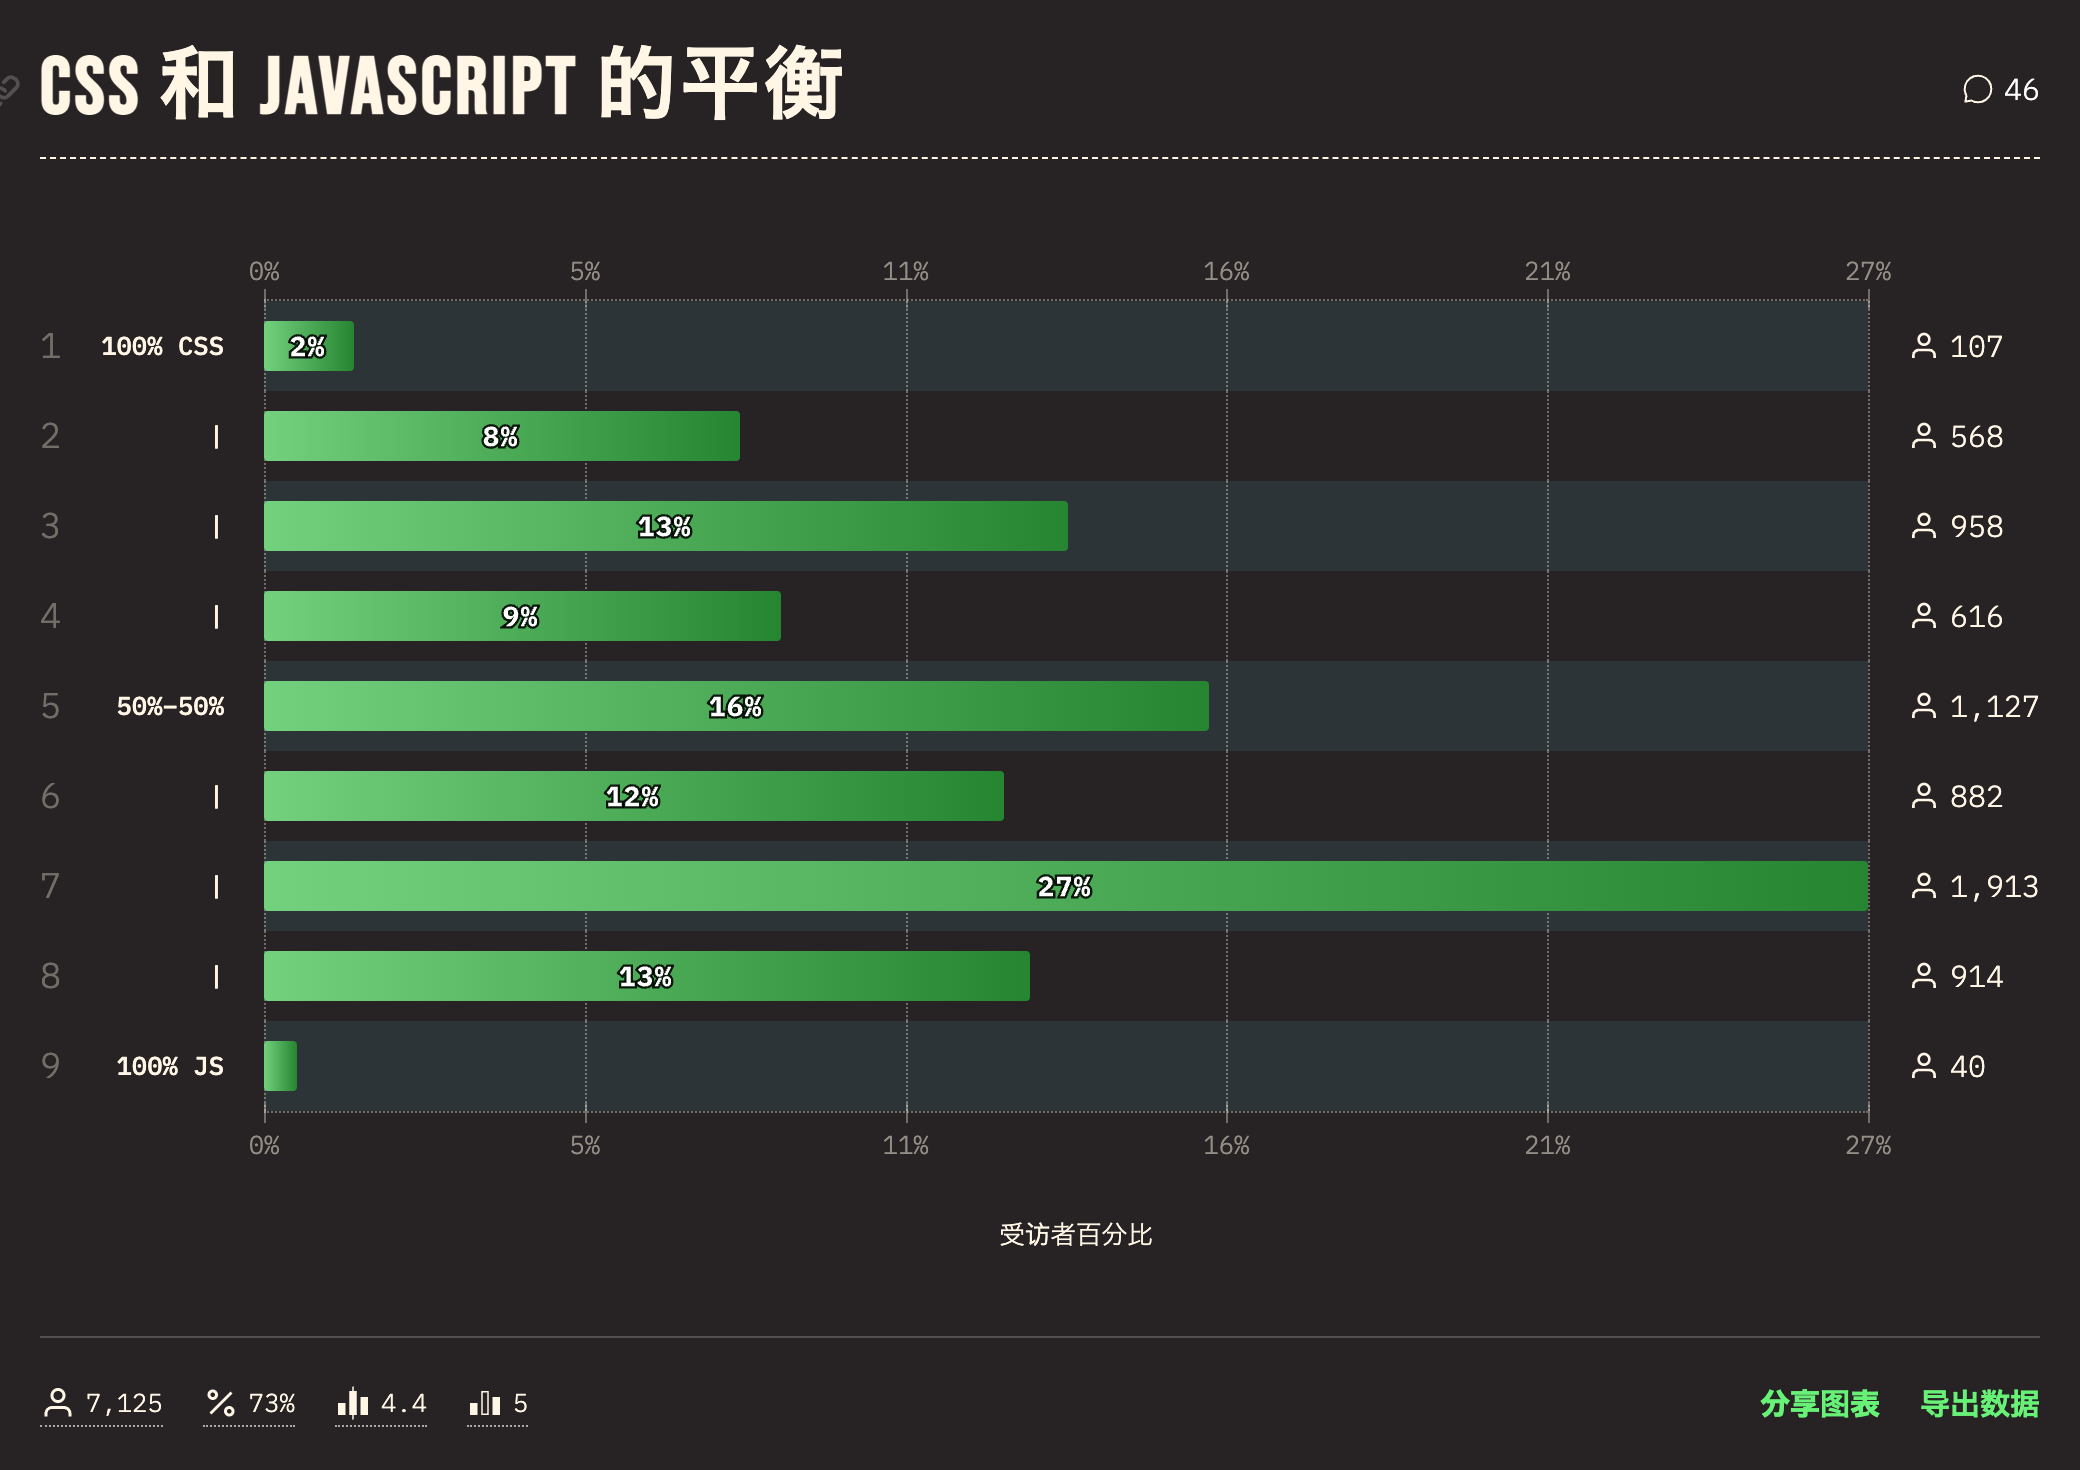 CSS 和 JAVASCRIPT 的平衡
46
0% 5% 11% 16% 21% 27%
1 100% CSS 2% 107
2 | 8% 568
3 | 13% 958
4 | 9% 616
5 50%-50% 16% 1,127
6 | 12% 882
7 | 27% 1,913
8 | 13% 914
9 100% JS 40
0% 5% 11% 16% 21% 27%
受访者百分比
7,125 73% 4.4 5 分享图表 导出数据